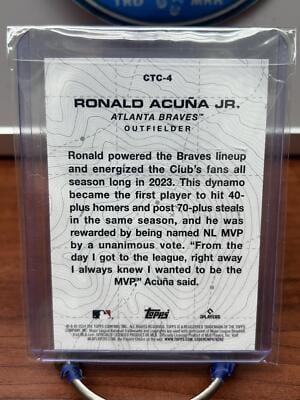 TRD MAR
CTC-4
RONALD ACUÑA JR.
ATLANTA BRAVES™
OUTFIELDER
Ronald powered the Braves lineup
and energized the Club's fans all
season long in 2023. This dynamo
became the first player to hit 40-
plus homers and post 70-plus steals
in the same season, and he was
rewarded by being named NL MVP
by a unanimous vote. “From the
day I got to the league, right away
I always knew I wanted to be the
MVP,” Acuña said.
Topps
PLAYERS